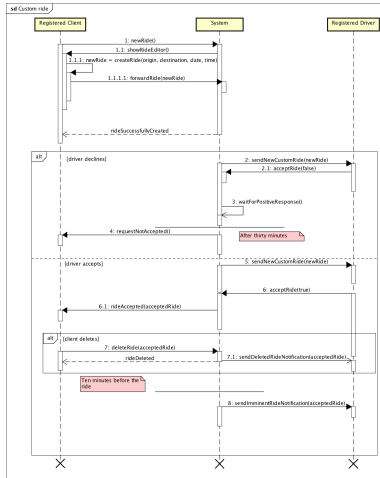 sd Custom ride
Registered Client
System
Registered Driver
1: newRide()
1.1: showRideEditor()
1.1.1: newRide = createRide(origin, destination, date, time)
1.1.1.1: forwardRide(newRide)
rideSuccessfullyCreated
alt
[driver declines]
2: sendNewCustomRide(newRide)
2.1: acceptRide(false)
3: waitForPositiveResponse()
4: requestNotAccepted()
After thirty minutes
[driver accepts]
5: sendNewCustomRide(newRide)
6: acceptRide(true)
6.1: rideAccepted(acceptedRide)
alt
[client deletes]
7: deleteRide(acceptedRide)
rideDeleted
7.1: sendDeletedRideNotification(acceptedRide)
Ten minutes before the
ride
8: sendImminentRideNotification(acceptedRide)